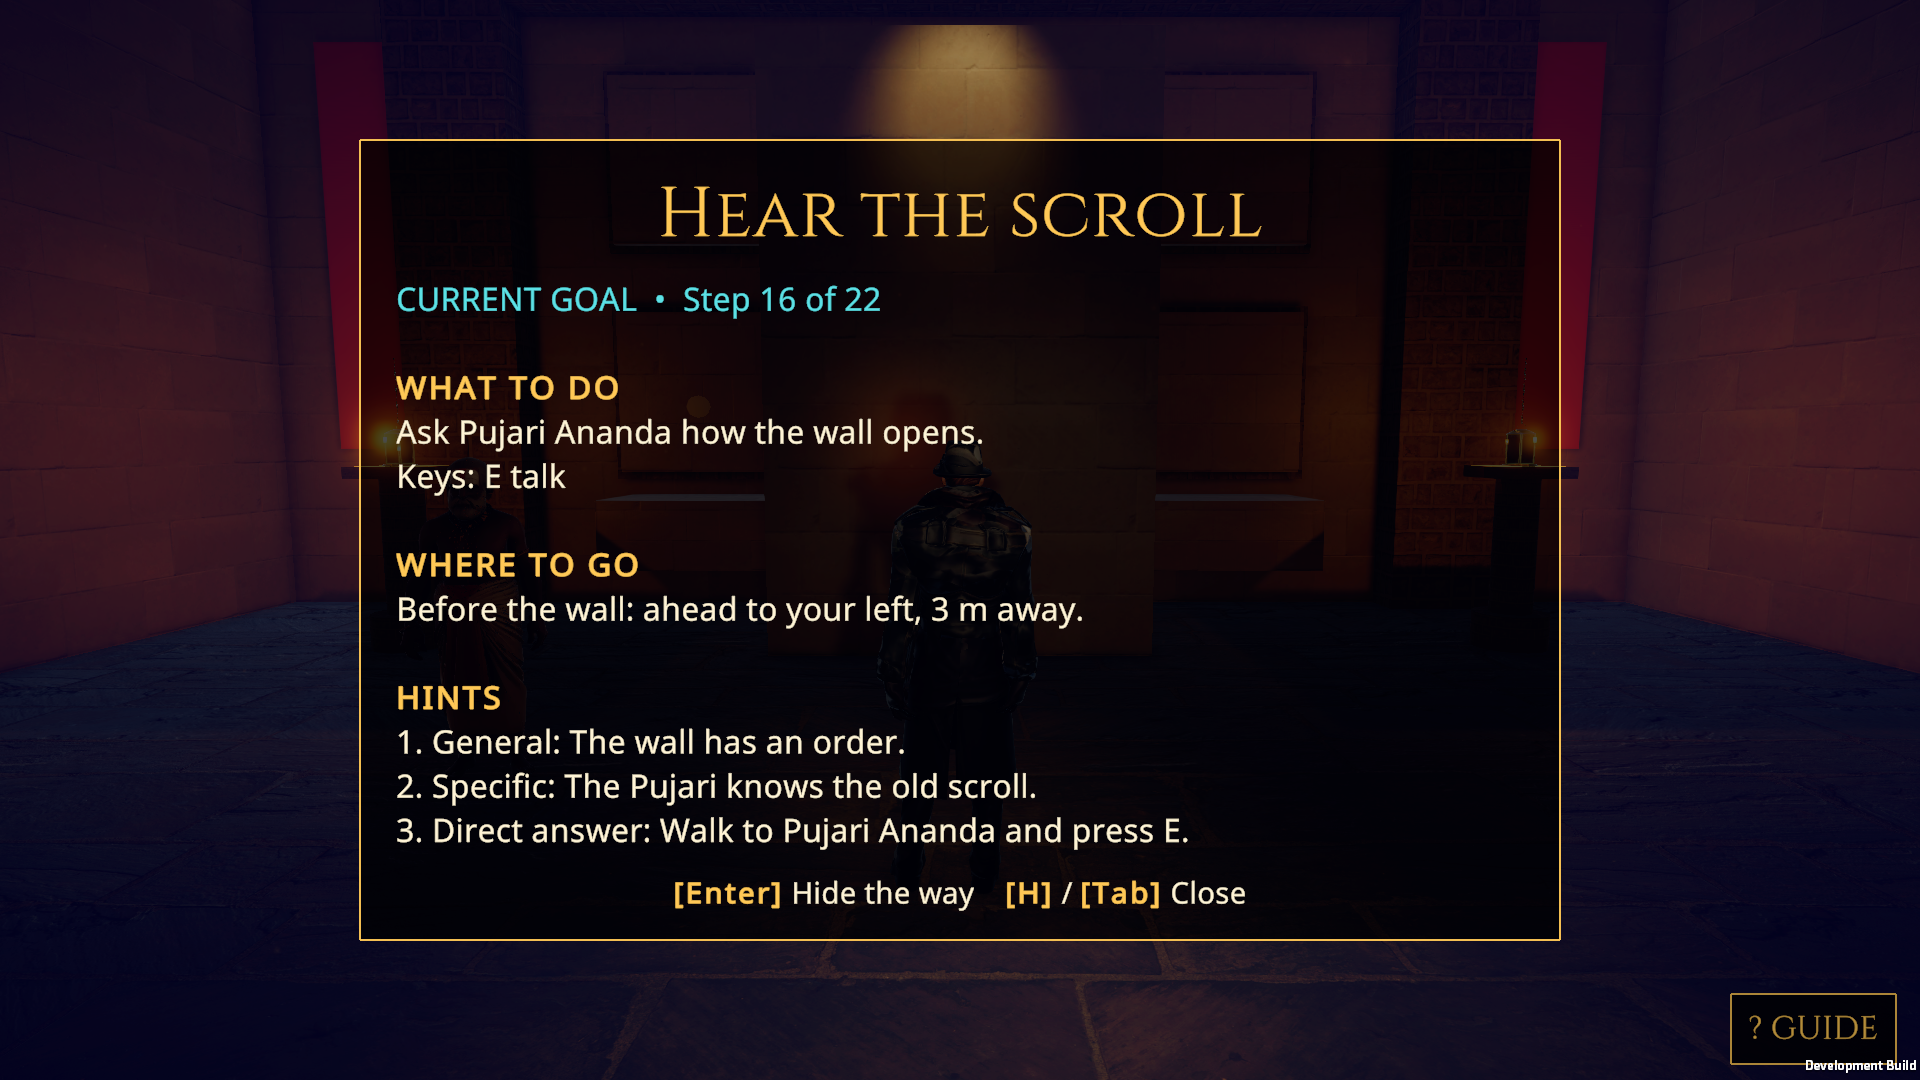 Hear the scroll
CURRENT GOAL • Step 16 of 22
WHAT TO DO
Ask Pujari Ananda how the wall opens.
Keys: E talk
WHERE TO GO
Before the wall: ahead to your left, 3 m away.
HINTS
1. General: The wall has an order.
2. Specific: The Pujari knows the old scroll.
3. Direct answer: Walk to Pujari Ananda and press E.
[Enter] Hide the way [H] / [Tab] Close
? GUIDE
Development Build